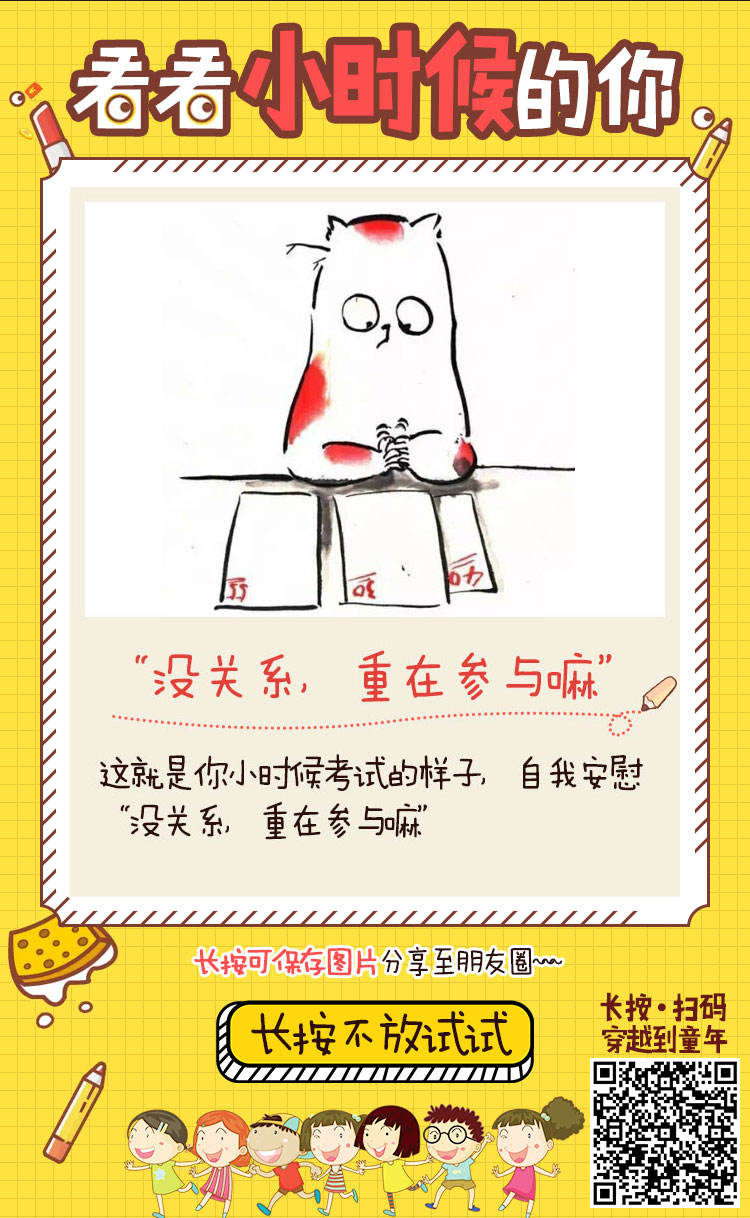 看看小时候的你
55
30
40
“没关系，重在参与嘛”
这就是你小时候考试的样子，自我安慰
“没关系，重在参与嘛”
长按可保存图片分享至朋友圈~~
长按不放试试
长按·扫码
穿越到童年